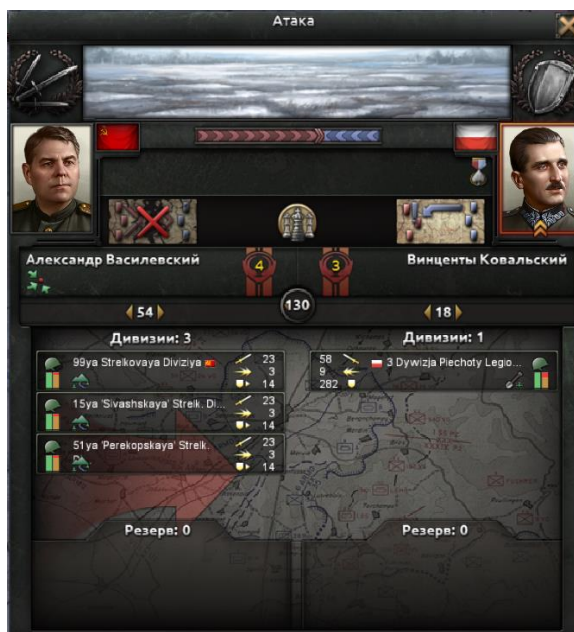 Атака
Александр Василевский
4
3
Винценты Ковальский
54
130
18
Дивизии: 3
Дивизии: 1
99ya Strelkovaya Diviziya
23
3
14
58
9
282
3 Dywizja Piechoty Legio...
15ya 'Sivashskaya' Strelk. Di...
23
3
14
51ya 'Perekopskaya' Strelk.
23
3
14
Резерв: 0
Резерв: 0